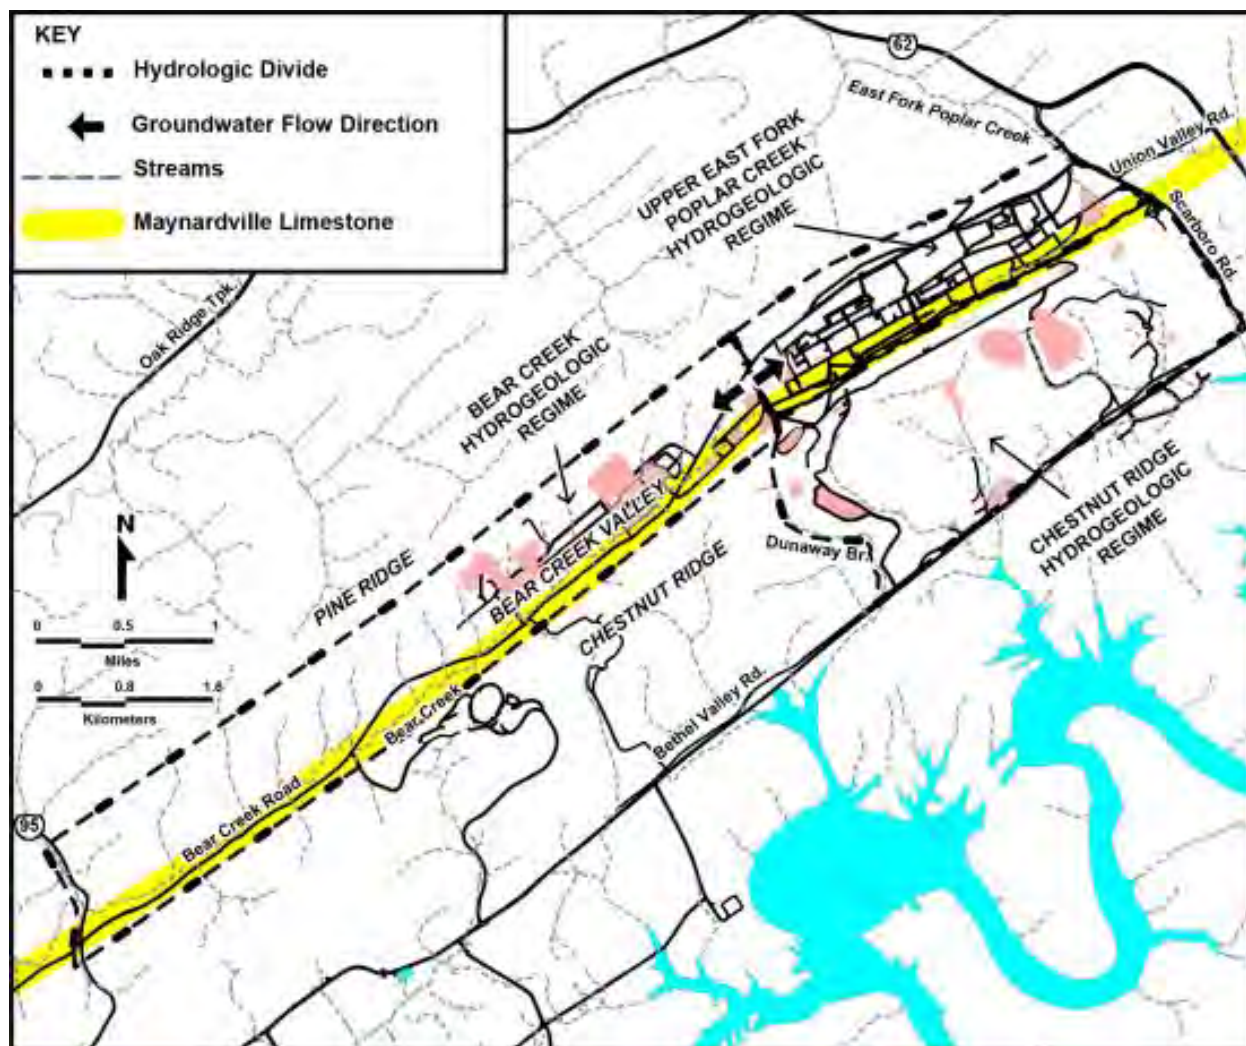 KEY
Hydrologic Divide
Groundwater Flow Direction
Streams
Maynardville Limestone
62
East Fork Poplar Creek
Union Valley Rd.
UPPER EAST FORK
POPLAR CREEK
HYDROGEOLOGIC
REGIME
Scarboro Rd.
Oak Ridge Tpk.
BEAR CREEK
HYDROGEOLOGIC
REGIME
N
0 0.5 1
Miles
0 0.8 1.6
Kilometers
PINE RIDGE
BEAR CREEK VALLEY
CHESTNUT RIDGE
Dunaway Br.
CHESTNUT RIDGE
HYDROGEOLOGIC
REGIME
Bear Creek
Bethel Valley Rd.
Bear Creek Road
95